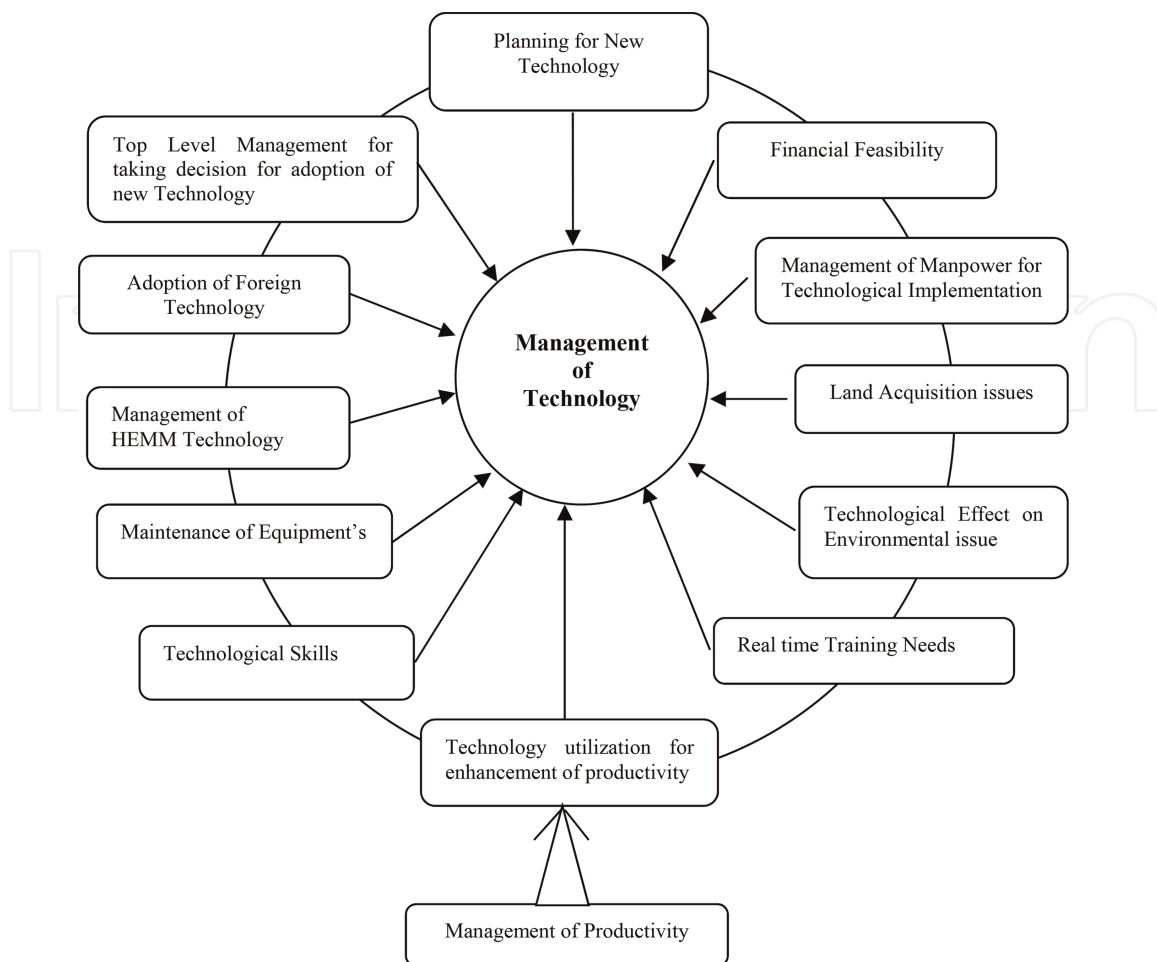 Planning for New
Technology
Top Level Management for
taking decision for adoption of
new Technology
Financial Feasibility
Adoption of Foreign
Technology
Management of Manpower for
Technological Implementation
Management
of
Technology
Land Acquisition issues
Management of
HEMM Technology
Technological Effect on
Environmental issue
Maintenance of Equipment’s
Technological Skills
Real time Training Needs
Technology utilization for
enhancement of productivity
Management of Productivity